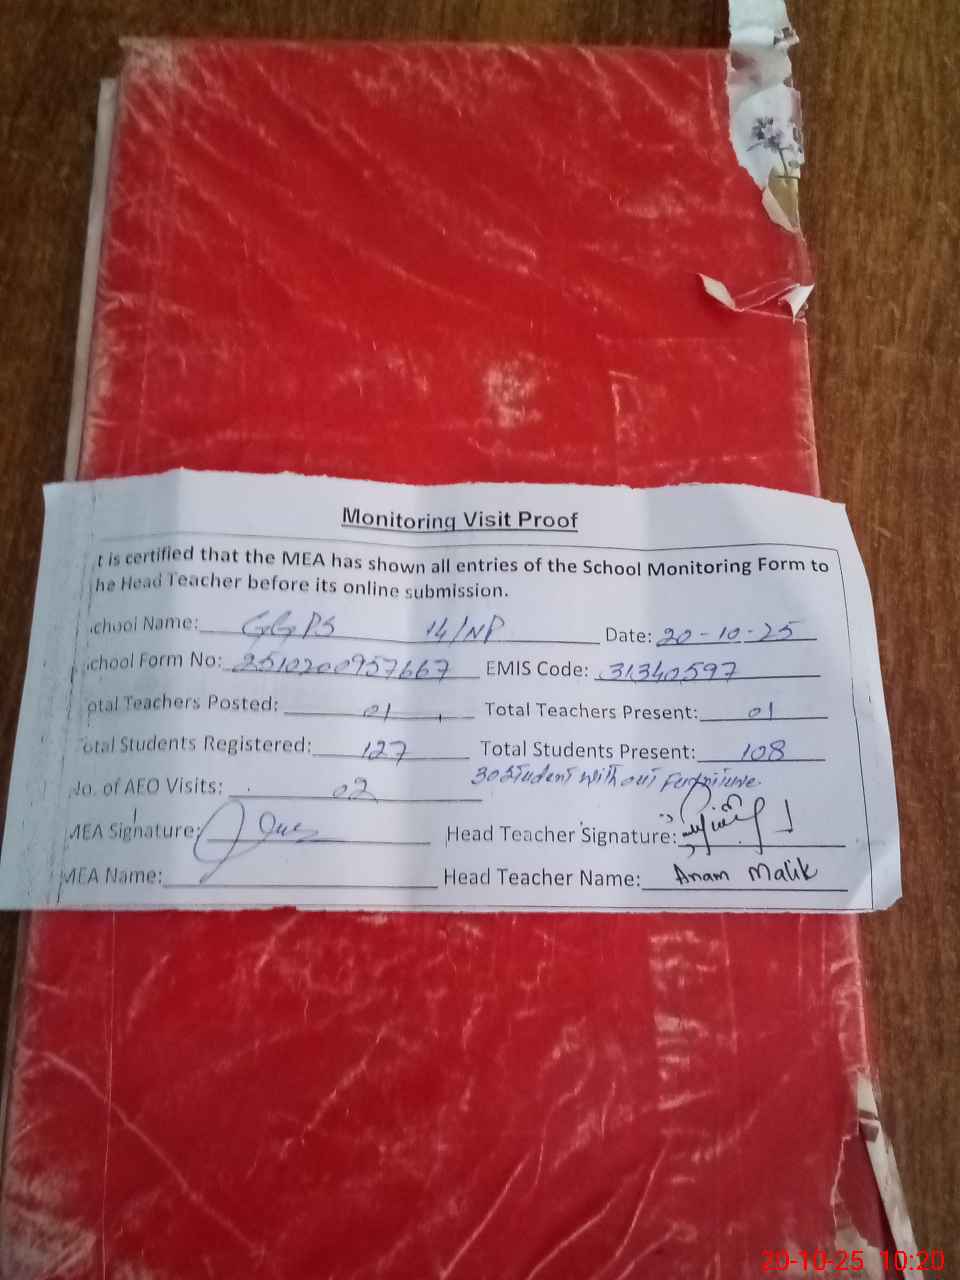 Monitoring Visit Proof
t is certified that the MEA has shown all entries of the School Monitoring Form to
he Head Teacher before its online submission.
chool Name: GGPS 14/NP Date: 20-10-25
chool Form No: 2510200957667 EMIS Code: 31340597
otal Teachers Posted: 01 Total Teachers Present: 01
otal Students Registered: 127 Total Students Present: 108
No. of AEO Visits: 02 30 Student without Furniture
MEA Signature: Head Teacher Signature:
MEA Name: Head Teacher Name: Anam Malik
20-10-25 10:20